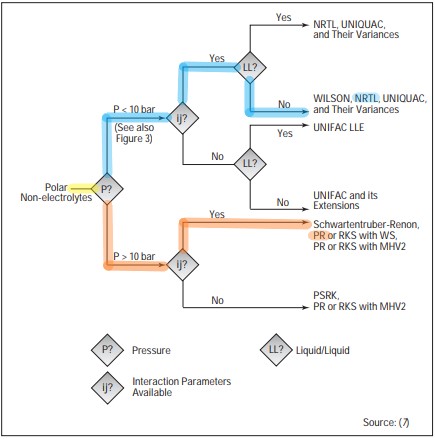 Yes
NRTL, UNIQUAC,
and Their Variances
Yes
LL?
No
WILSON, NRTL, UNIQUAC,
and Their Variances
P < 10 bar
(See also
Figure 3)
ij?
UNIFAC LLE
Yes
No
LL?
Polar
Non-electrolytes
P?
No
UNIFAC and its
Extensions
Yes
Schwartentruber-Renon,
PR or RKS with WS,
PR or RKS with MHV2
P > 10 bar
ij?
No
PSRK,
PR or RKS with MHV2
P?
Pressure
LL?
Liquid/Liquid
ij?
Interaction Parameters
Available
Source: (7)